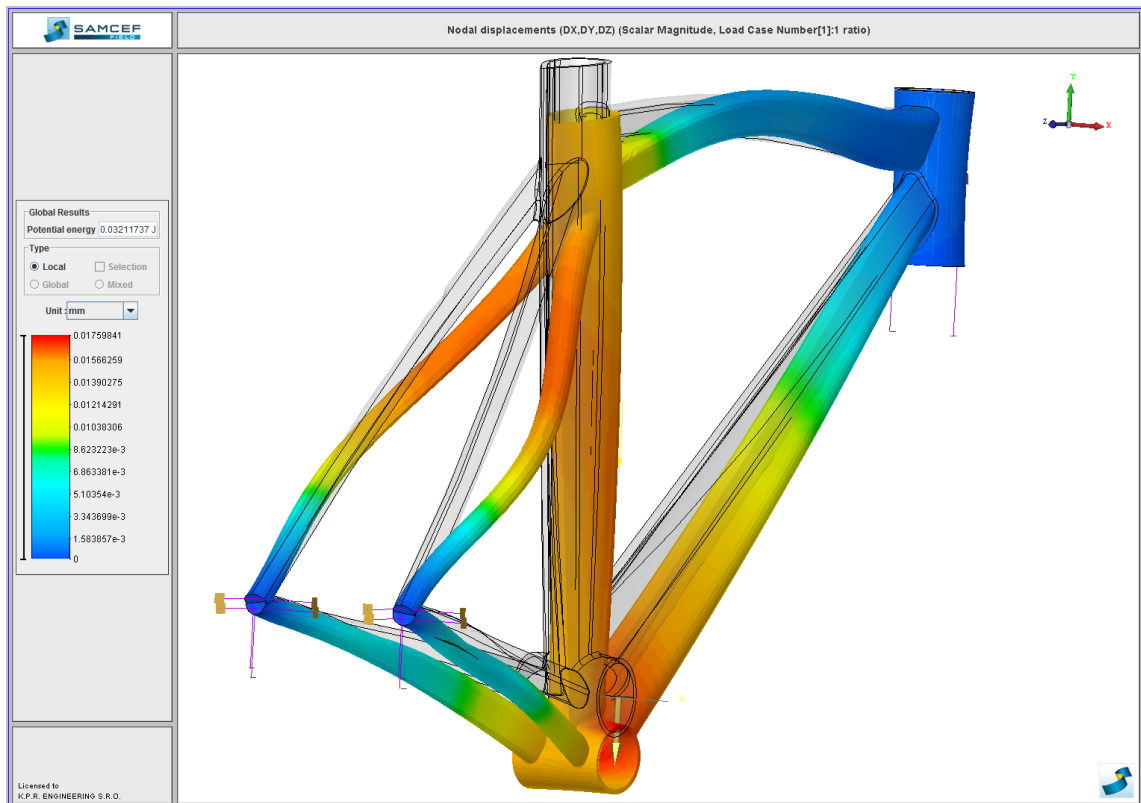 SAMCEF
FIELD
Nodal displacements (DX,DY,DZ) (Scalar Magnitude, Load Case Number[1]:1 ratio)
Y
Z
X
Global Results
Potential energy 0.03211737 J
Type
Local
Selection
Global
Mixed
Unit : mm
0.01759841
0.01566259
0.01390275
0.01214291
0.01038306
8.623223e-3
6.863381e-3
5.10354e-3
3.343699e-3
1.583857e-3
0
X
Licensed to
K.P.R. ENGINEERING S.R.O.